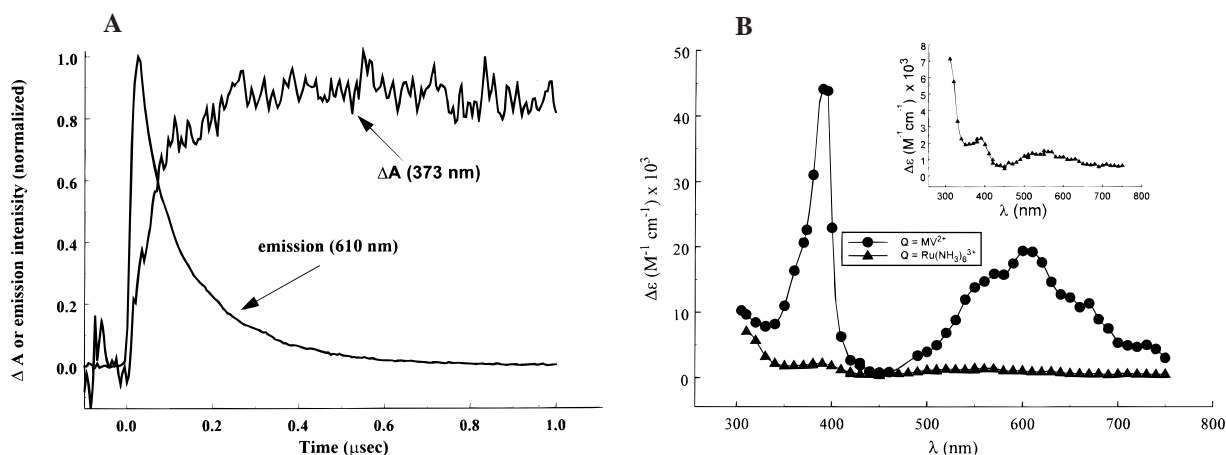 A
Δ A or emission intenisity (normalized)
1.0
0.8
0.6
0.4
0.2
0.0
ΔA (373 nm)
emission (610 nm)
0.0 0.2 0.4 0.6 0.8 1.0
Time (μsec)
B
Δε (M⁻¹ cm⁻¹) x 10³
50
40
30
20
10
0
Q = MV²⁺
Q = Ru(NH₃)₆³⁺
300 400 500 600 700 800
λ (nm)
Δε (M⁻¹ cm⁻¹) x 10³
8
7
6
5
4
3
2
1
0
300 400 500 600 700 800
λ (nm)